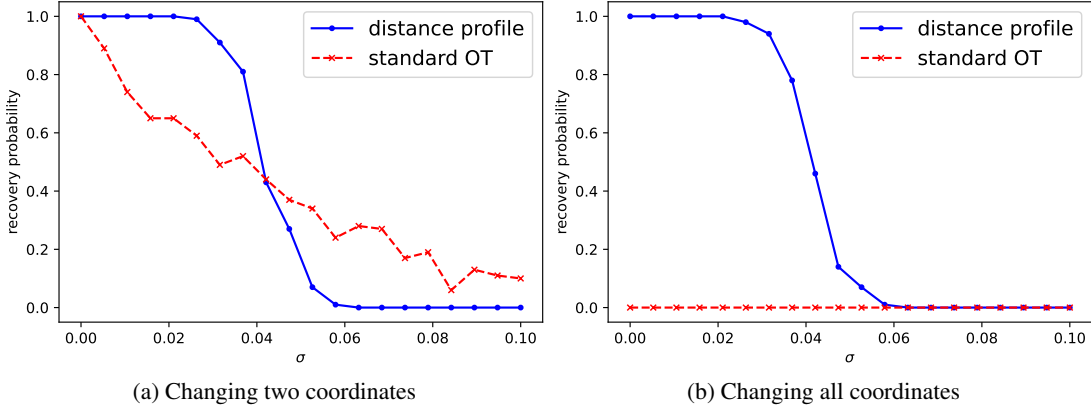 distance profile
standard OT
recovery probability
1.0
0.8
0.6
0.4
0.2
0.0
0.00 0.02 0.04 0.06 0.08 0.10
σ
(a) Changing two coordinates
distance profile
standard OT
recovery probability
1.0
0.8
0.6
0.4
0.2
0.0
0.00 0.02 0.04 0.06 0.08 0.10
σ
(b) Changing all coordinates